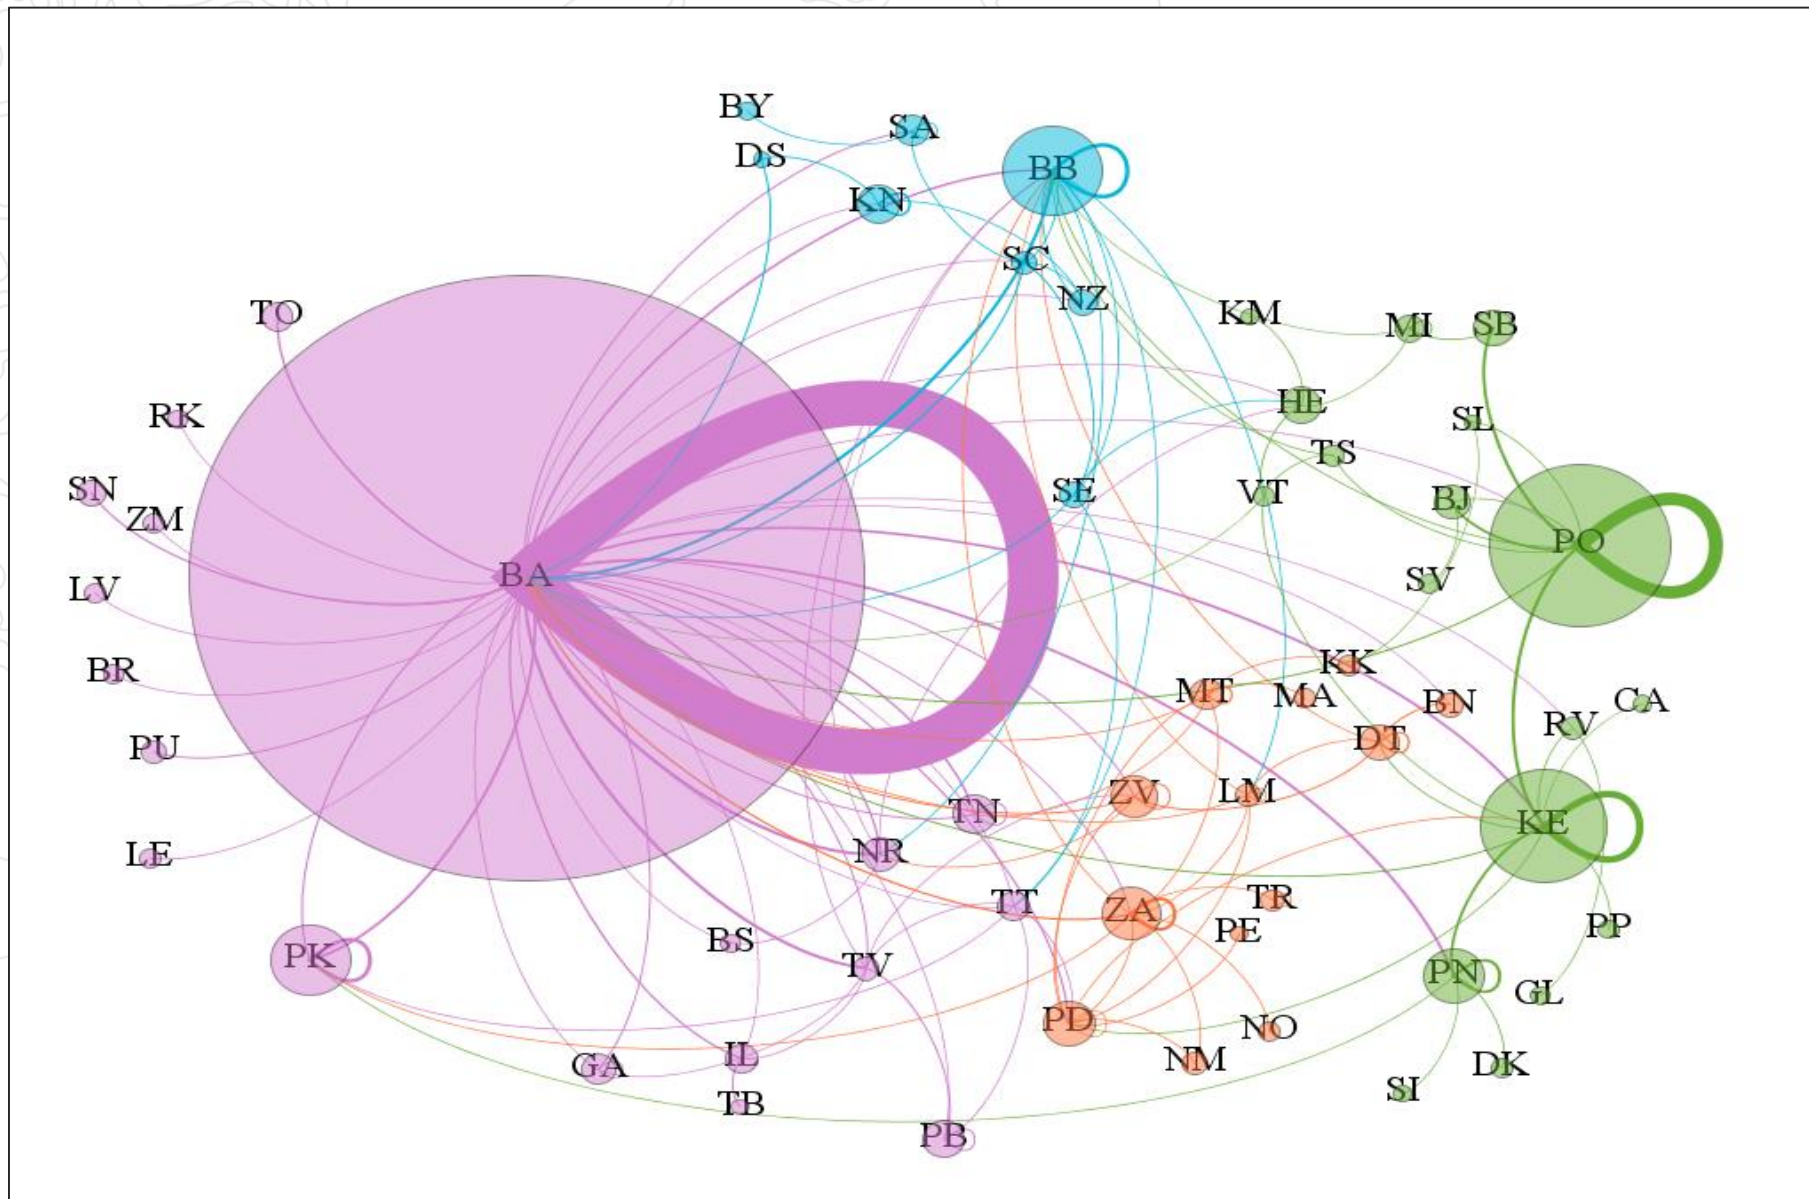 BY
SA
DS
BB
KN
SC
NZ
TO
KM
MI
SB
RK
HE
SL
TS
SN
SE
VT
BJ
ZM
PO
BA
SV
LV
KK
BR
MT
MA
BN
CA
RV
PU
DT
ZV
LM
TN
KE
LE
NR
TT
ZA
TR
PE
PP
BS
PK
TV
PN
GL
PD
NO
IL
NM
GA
DK
SI
TB
PB